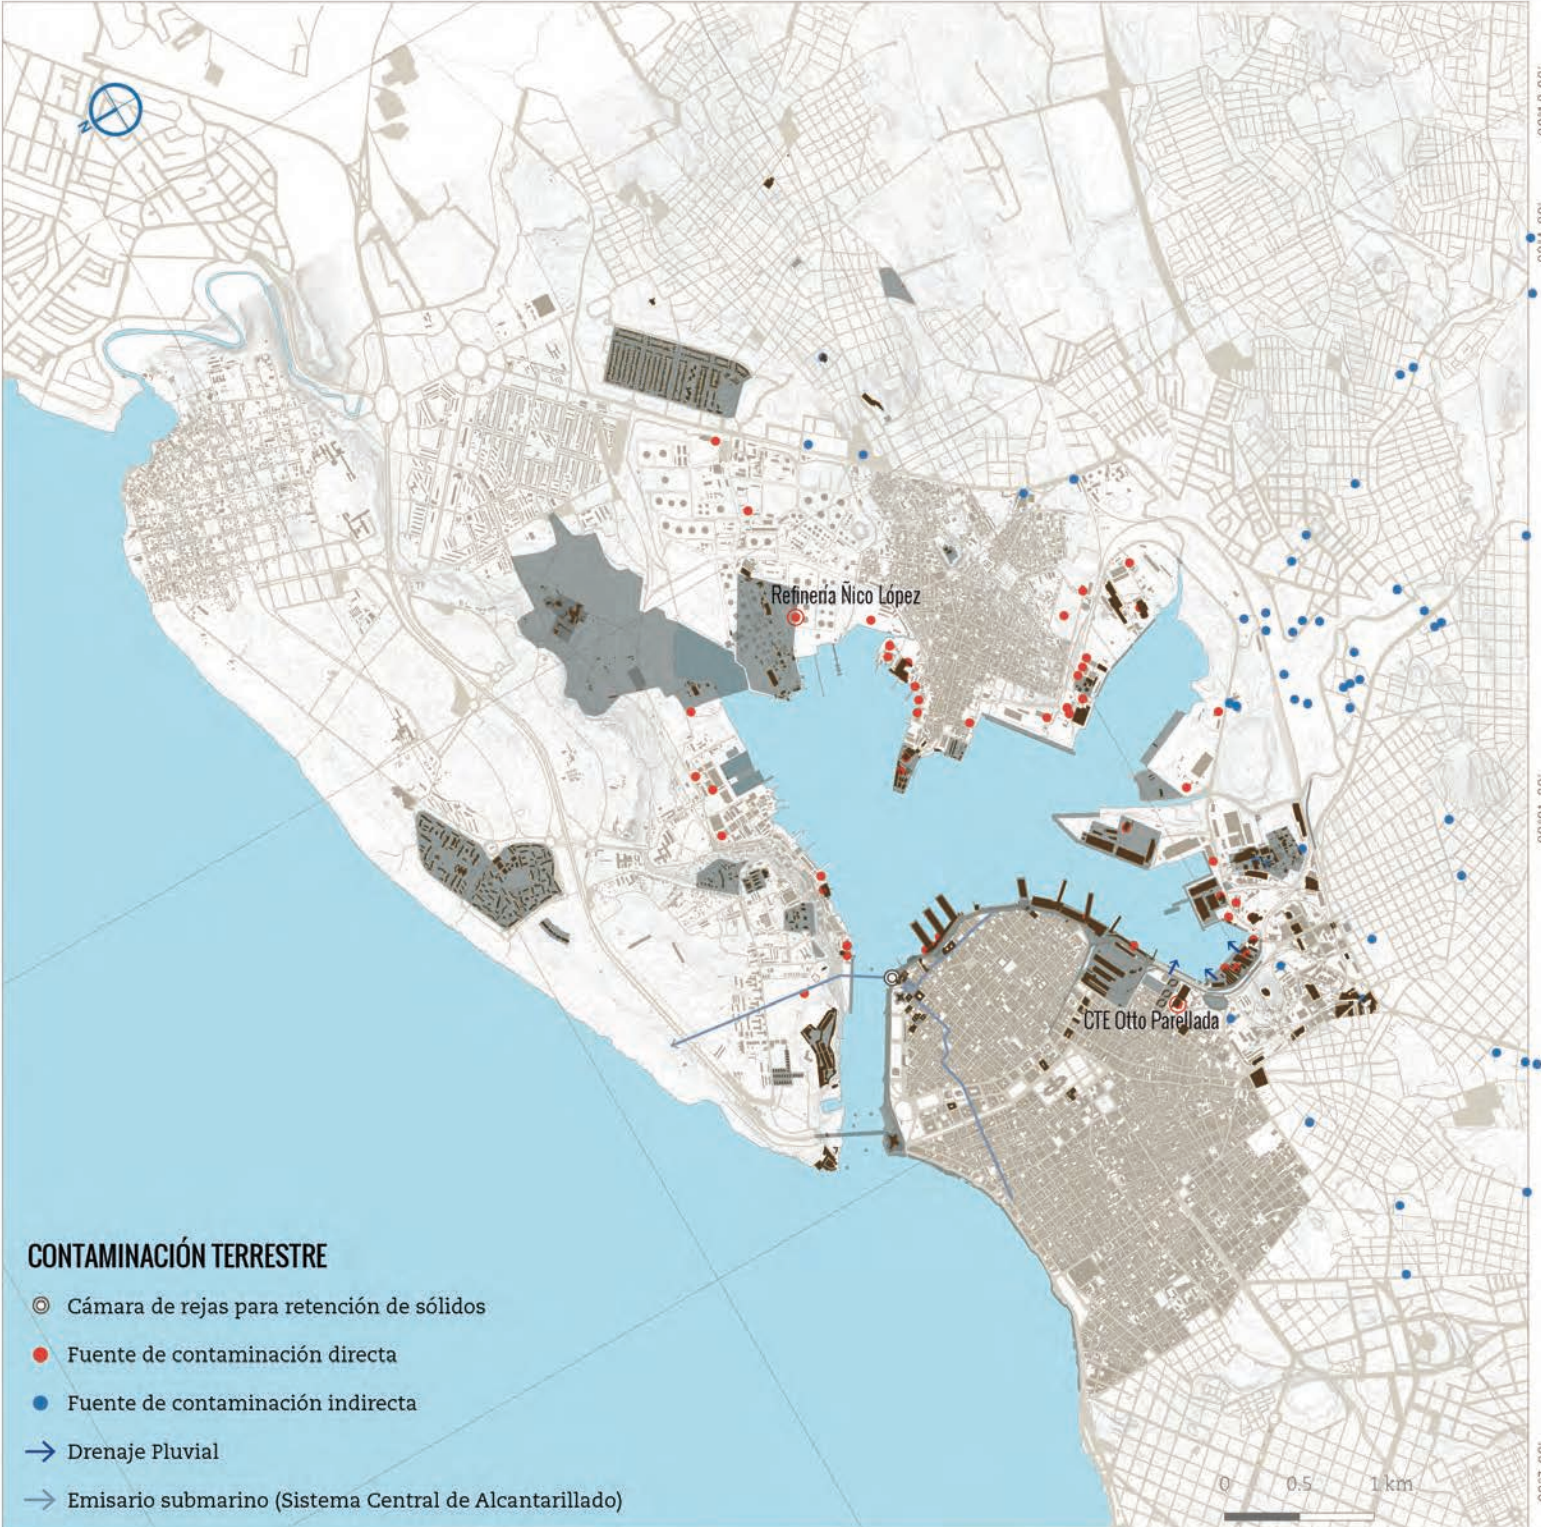 N
Refinería Ñico López
CTE Otto Parellada
CONTAMINACIÓN TERRESTRE
Cámara de rejas para retención de sólidos
Fuente de contaminación directa
Fuente de contaminación indirecta
Drenaje Pluvial
Emisario submarino (Sistema Central de Alcantarillado)
0 0.5 1 km